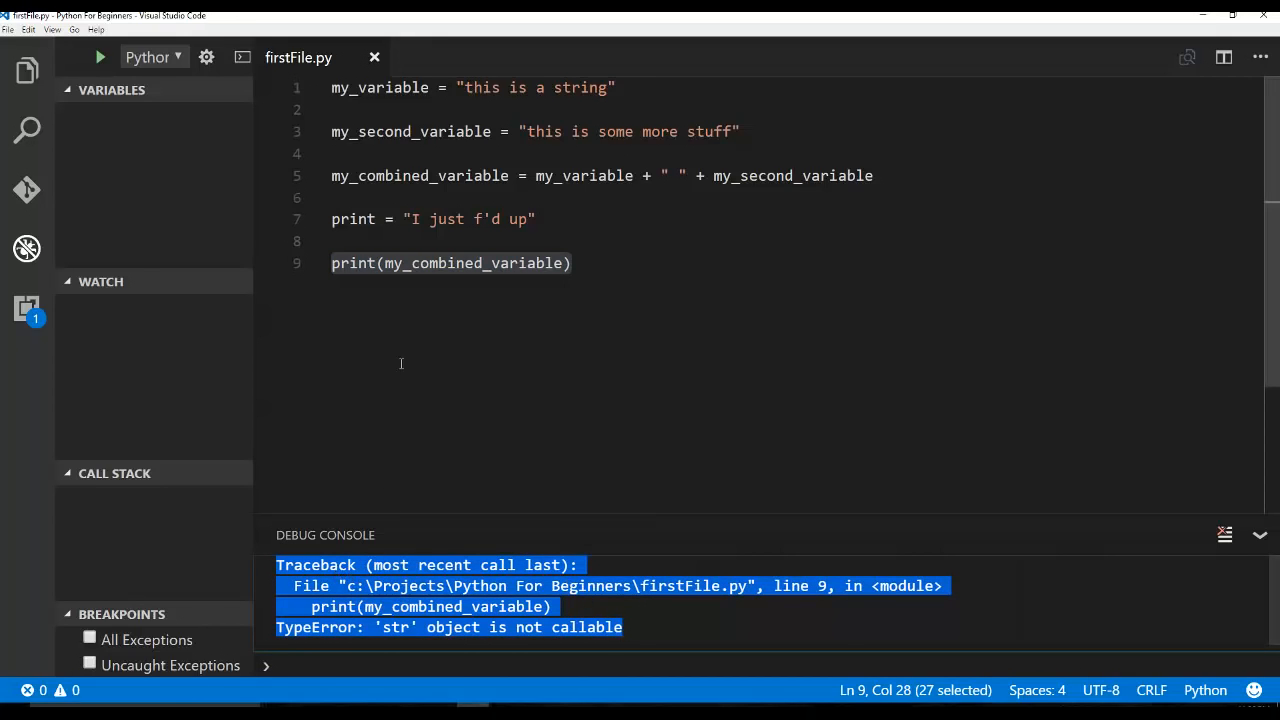 firstFile.py - Python For Beginners - Visual Studio Code
File Edit View Go Help
Python
firstFile.py
VARIABLES
1 my_variable = "this is a string"
2
3 my_second_variable = "this is some more stuff"
4
5 my_combined_variable = my_variable + " " + my_second_variable
6
7 print = "I just f'd up"
8
9 print(my_combined_variable)
WATCH
1
CALL STACK
DEBUG CONSOLE
Traceback (most recent call last):
File "c:\Projects\Python For Beginners\firstFile.py", line 9, in <module>
print(my_combined_variable)
TypeError: 'str' object is not callable
BREAKPOINTS
All Exceptions
Uncaught Exceptions
0 0 Ln 9, Col 28 (27 selected) Spaces: 4 UTF-8 CRLF Python